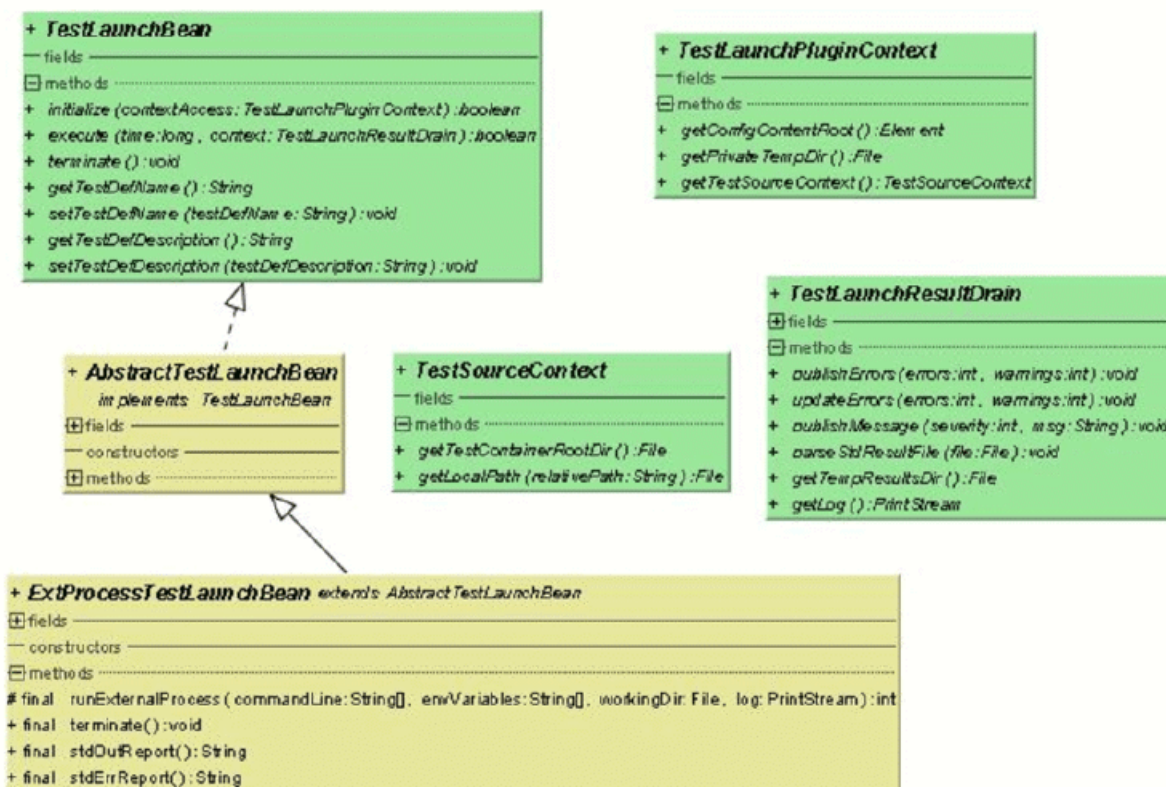 + TestLaunchBean
fields
methods
+ initialize (contextAccess: TestLaunchPluginContext) :boolean
+ execute (time:long , context: TestLaunchResultDrain) :boolean
+ terminate () :void
+ getTestDefName () : String
+ setTestDefName (testDefName: String) : void
+ getTestDefDescription () : String
+ setTestDefDescription (testDefDescription: String) : void
+ TestLaunchPluginContext
fields
methods
+ getConfigContentRoot () : Element
+ getPrivateTempDir () : File
+ getTestSourceContext () : TestSourceContext
+ TestLaunchResultDrain
fields
methods
+ publishErrors (errors:int , warnings:int) : void
+ updateErrors (errors:int , warnings:int) : void
+ publishMessage (severity:int, msg: String) : void
+ parseStdResultFile (file: File) : void
+ getTempResultsDir () : File
+ getLog () : PrintStream
+ AbstractTestLaunchBean
implements TestLaunchBean
fields
constructors
methods
+ TestSourceContext
fields
methods
+ getTestContainerRootDir () : File
+ getLocalPath (relativePath: String) : File
+ ExtProcessTestLaunchBean extends AbstractTestLaunchBean
fields
constructors
methods
# final runExternalProcess ( commandLine: String[], envVariables: String[], workingDir: File, log: PrintStream) : int
+ final terminate() : void
+ final stdOutReport() : String
+ final stdErrReport() : String